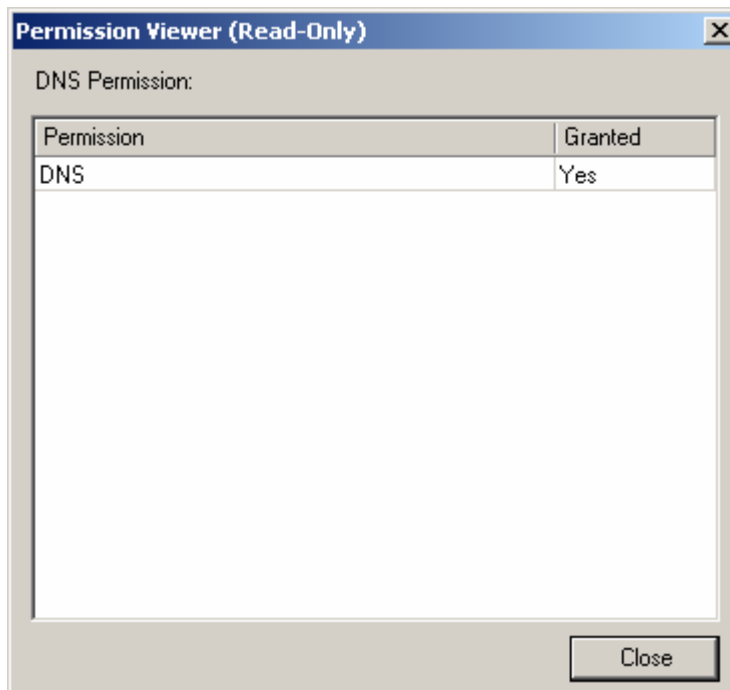 Permission Viewer (Read-Only)
DNS Permission:
Permission Granted
DNS Yes
Close